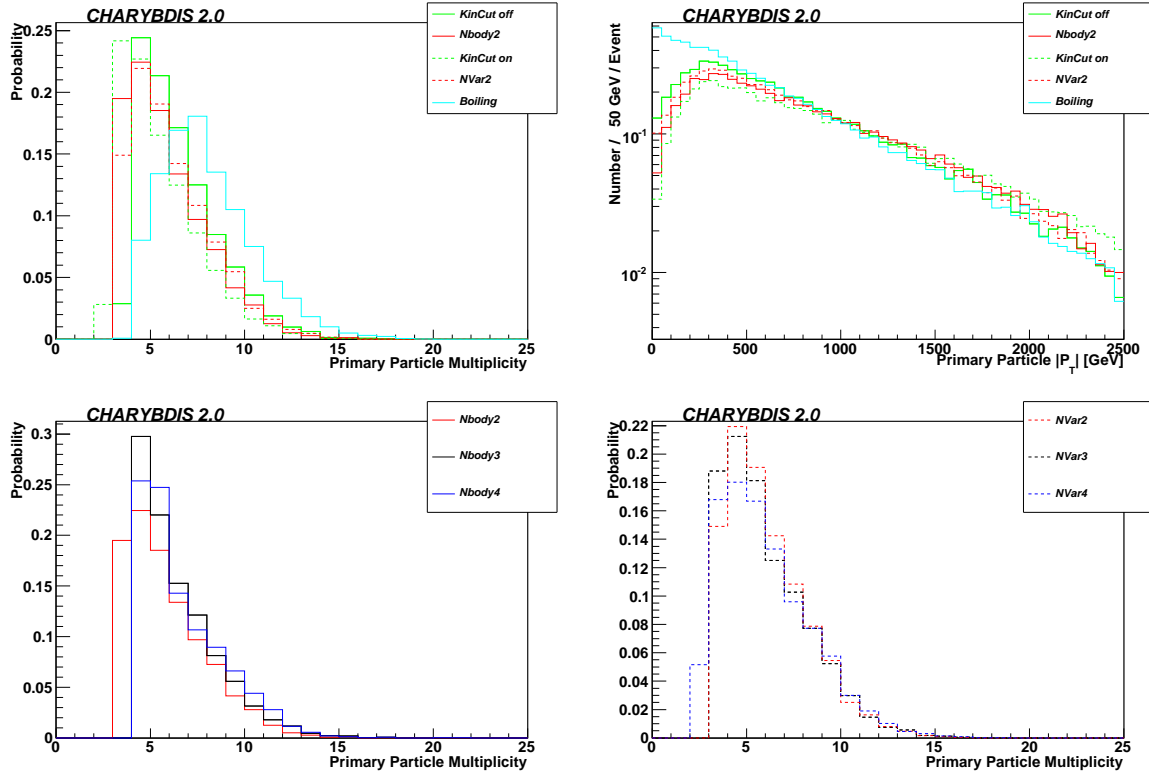 CHARYBDIS 2.0
KinCut off
Nbody2
KinCut on
NVar2
Boiling
Probability
0.25
0.2
0.15
0.1
0.05
0
0 5 10 15 20 25
Primary Particle Multiplicity
CHARYBDIS 2.0
KinCut off
Nbody2
KinCut on
NVar2
Boiling
Number / 50 GeV / Event
10^-1
10^-2
0 500 1000 1500 2000 2500
Primary Particle |P_T| [GeV]
CHARYBDIS 2.0
Nbody2
Nbody3
Nbody4
Probability
0.3
0.25
0.2
0.15
0.1
0.05
0
0 5 10 15 20 25
Primary Particle Multiplicity
CHARYBDIS 2.0
NVar2
NVar3
NVar4
Probability
0.22
0.2
0.18
0.16
0.14
0.12
0.1
0.08
0.06
0.04
0.02
0
0 5 10 15 20 25
Primary Particle Multiplicity